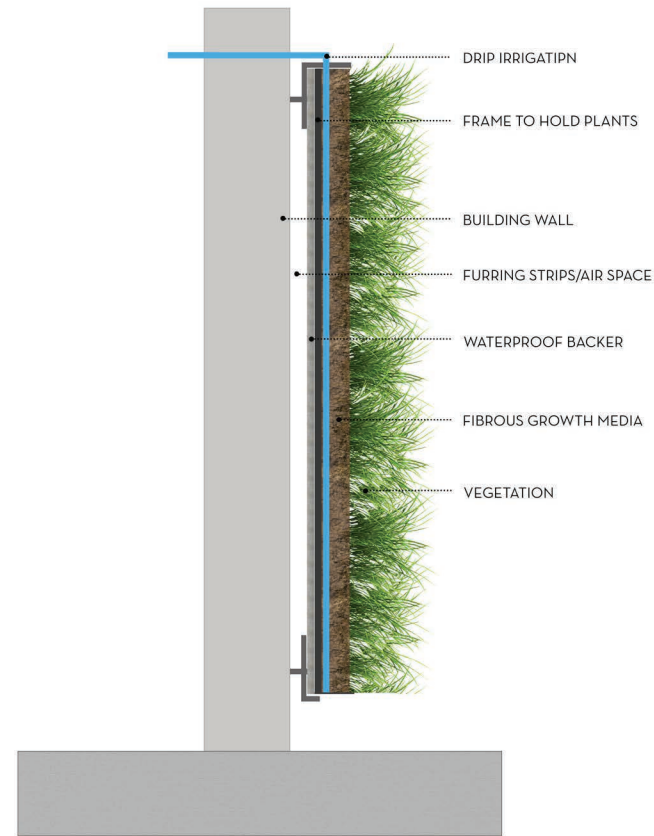 DRIP IRRIGATIPN
FRAME TO HOLD PLANTS
BUILDING WALL
FURRING STRIPS/AIR SPACE
WATERPROOF BACKER
FIBROUS GROWTH MEDIA
VEGETATION